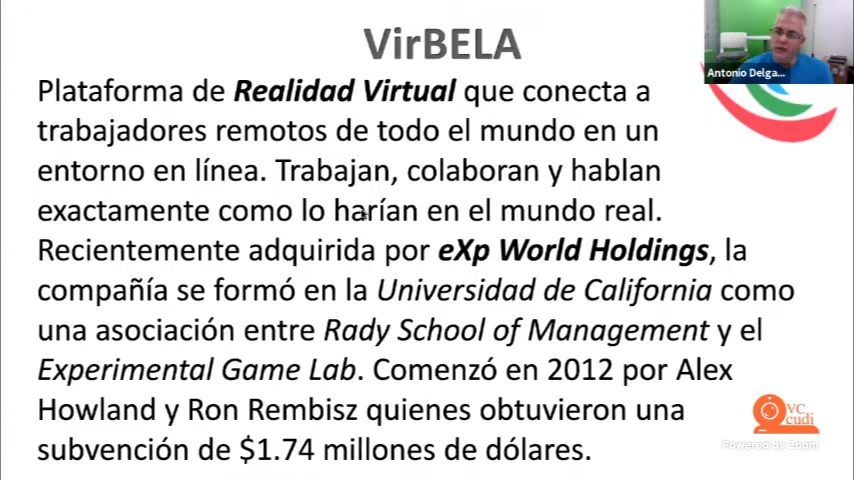 VirBELA
Antonio Delga...
Plataforma de Realidad Virtual que conecta a
trabajadores remotos de todo el mundo en un
entorno en línea. Trabajan, colaboran y hablan
exactamente como lo harían en el mundo real.
Recientemente adquirida por eXp World Holdings, la
compañía se formó en la Universidad de California como
una asociación entre Rady School of Management y el
Experimental Game Lab. Comenzó en 2012 por Alex
Howland y Ron Rembisz quienes obtuvieron una
subvención de $1.74 millones de dólares.
VC
cudi
Powered by Zoom